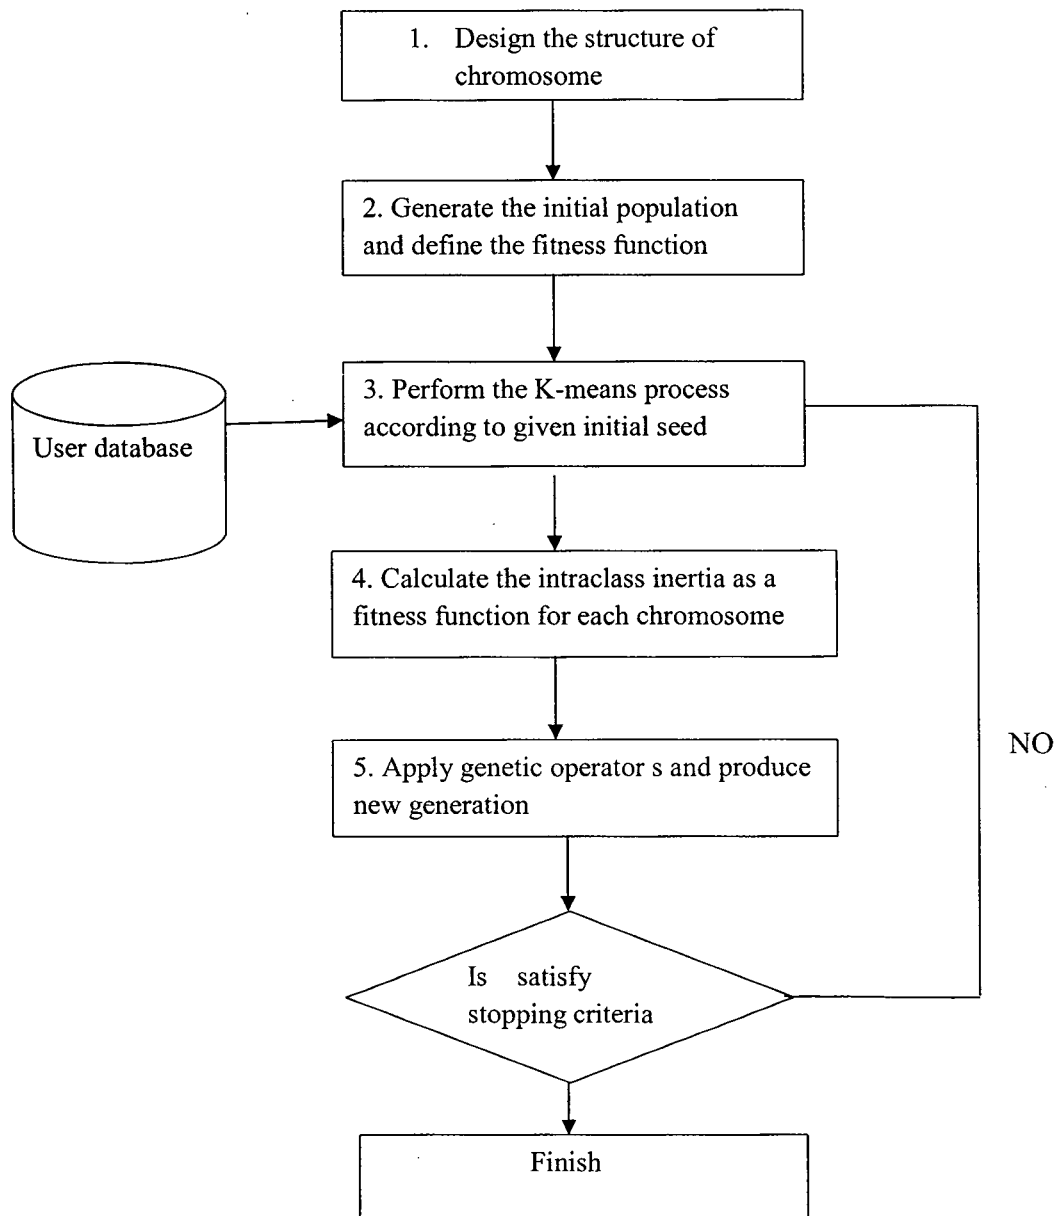 1. Design the structure of
chromosome
2. Generate the initial population
and define the fitness function
3. Perform the K-means process
according to given initial seed
User database
4. Calculate the intraclass inertia as a
fitness function for each chromosome
NO
5. Apply genetic operator s and produce
new generation
Is satisfy
stopping criteria
Finish